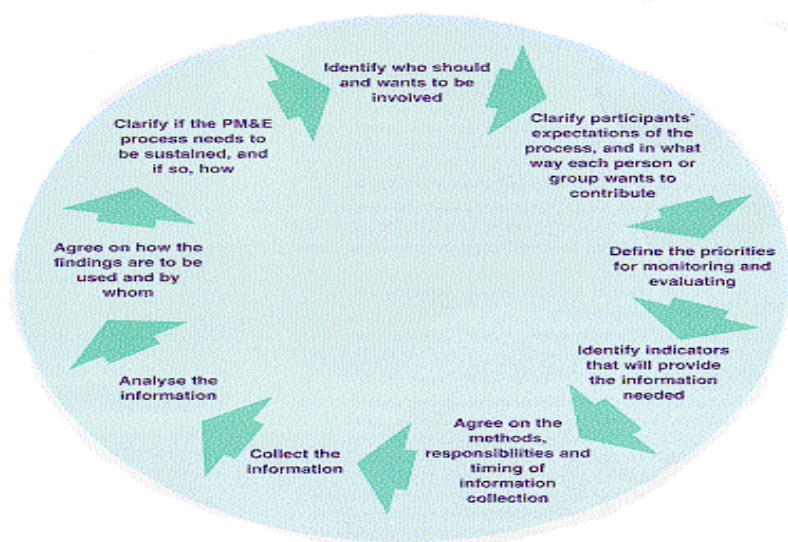 Identify who should
and wants to be
involved
Clarify participants'
expectations of the
process, and in what
way each person or
group wants to
contribute
Define the priorities
for monitoring and
evaluating
Identify indicators
that will provide
the information
needed
Agree on the
methods,
responsibilities and
timing of
information
collection
Collect the
information
Analyse the
information
Agree on how the
findings are to be
used and by
whom
Clarify if the PM&E
process needs to
be sustained, and
if so, how